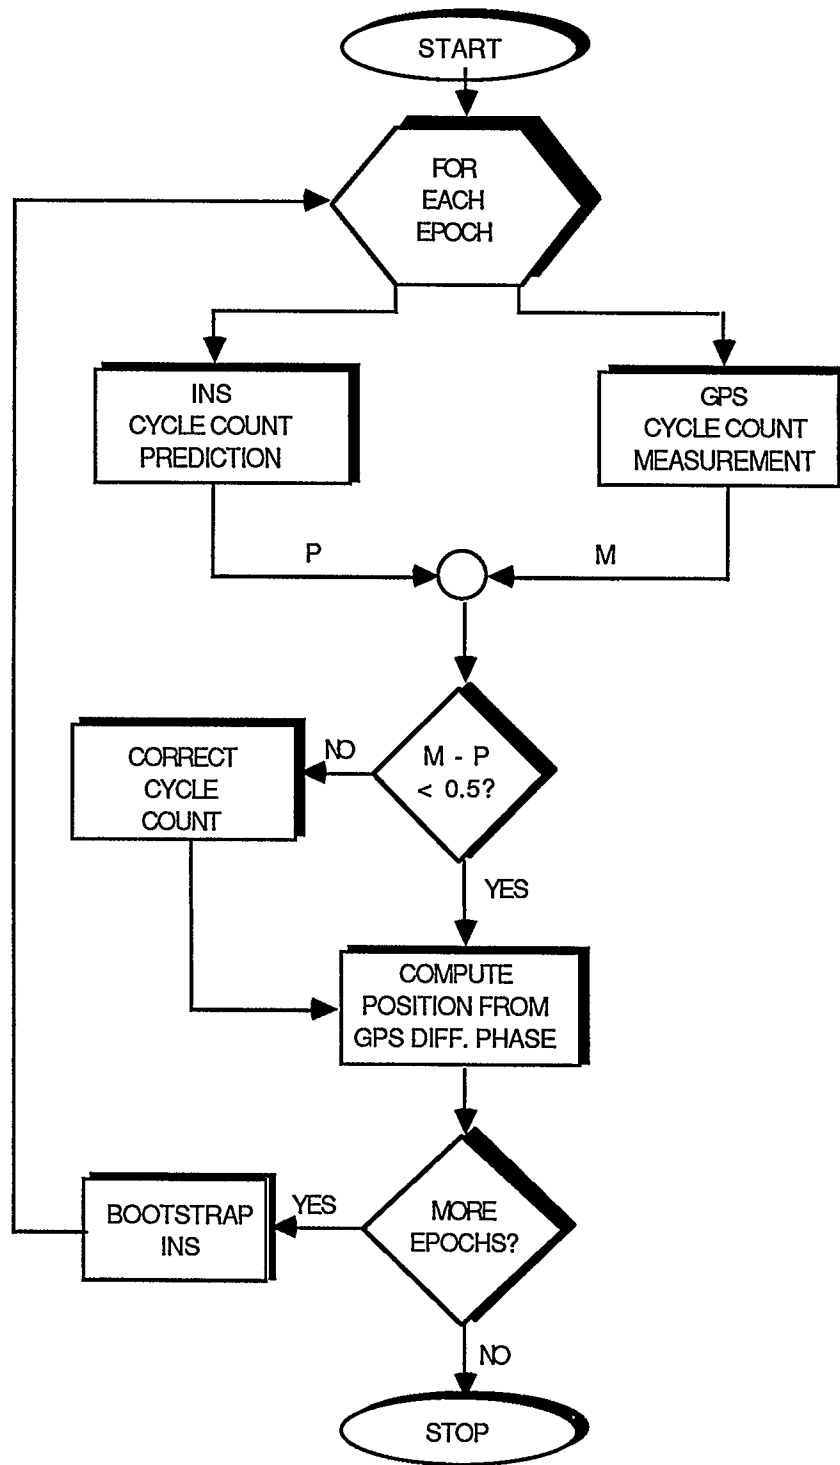 START
FOR
EACH
EPOCH
INS
CYCLE COUNT
PREDICTION
GPS
CYCLE COUNT
MEASUREMENT
P
M
M - P
< 0.5?
NO
CORRECT
CYCLE
COUNT
YES
COMPUTE
POSITION FROM
GPS DIFF. PHASE
MORE
EPOCHS?
YES
BOOTSTRAP
INS
NO
STOP